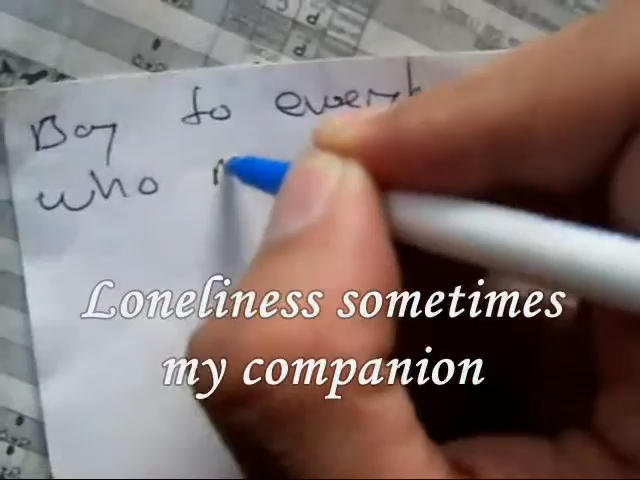 Bay to every
who
Loneliness sometimes
my companion